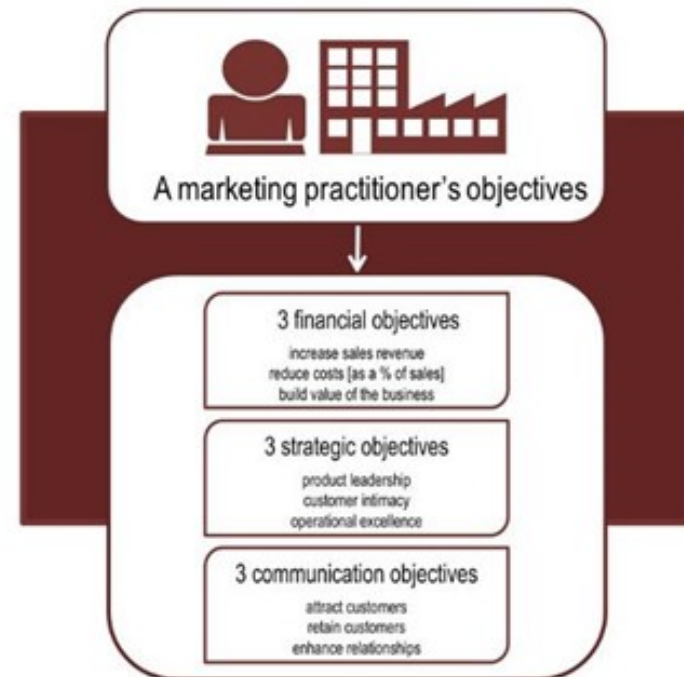 A marketing practitioner's objectives
3 financial objectives
increase sales revenue
reduce costs [as a % of sales]
build value of the business
3 strategic objectives
product leadership
customer intimacy
operational excellence
3 communication objectives
attract customers
retain customers
enhance relationships